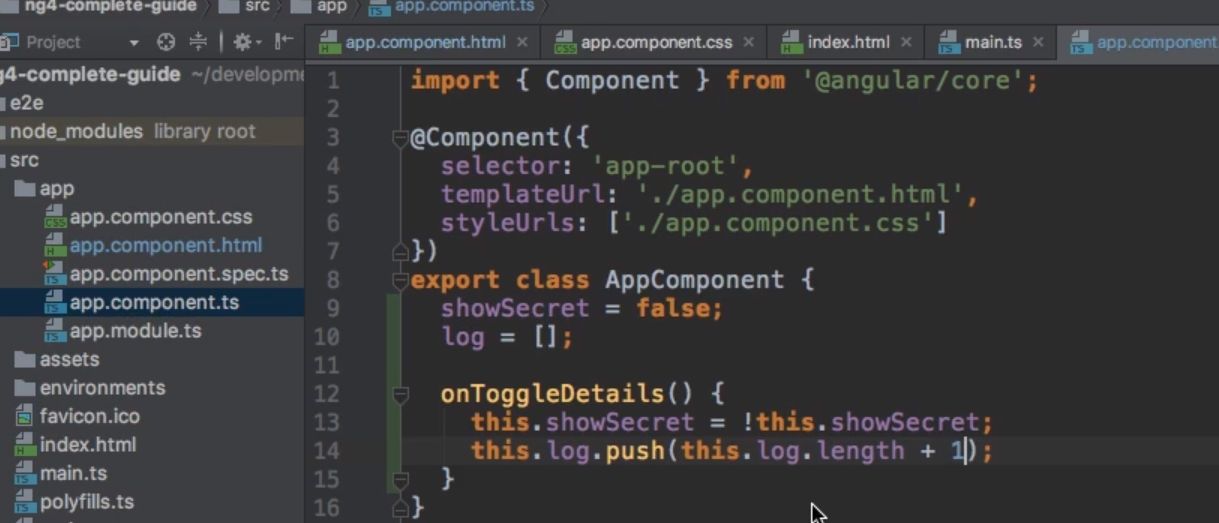 ng4-complete-guide src app app.component.ts
Project app.component.html app.component.css index.html main.ts app.component
g4-complete-guide ~/developme
e2e
node_modules library root
src
app
app.component.css
app.component.html
app.component.spec.ts
app.component.ts
app.module.ts
assets
environments
favicon.ico
index.html
main.ts
polyfills.ts
1 import { Component } from '@angular/core';
2
3 @Component({
4 selector: 'app-root',
5 templateUrl: './app.component.html',
6 styleUrls: ['./app.component.css']
7 })
8 export class AppComponent {
9 showSecret = false;
10 log = [];
11
12 onToggleDetails() {
13 this.showSecret = !this.showSecret;
14 this.log.push(this.log.length + 1);
15 }
16 }